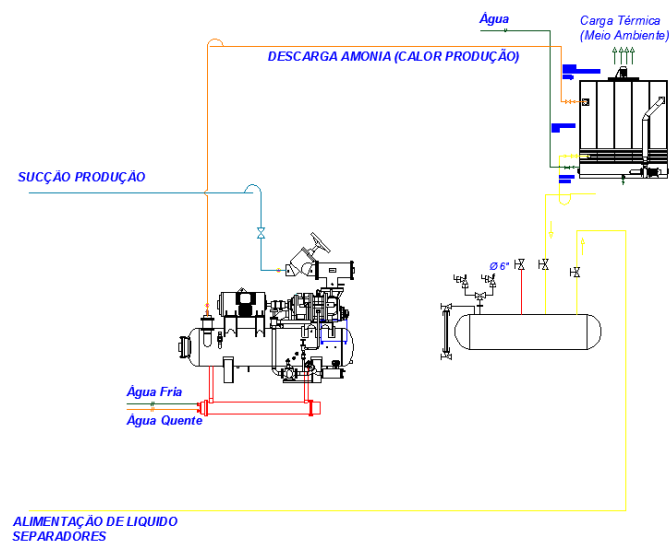 Água
Carga Térmica
(Meio Ambiente)
DESCARGA AMONIA (CALOR PRODUÇÃO)
SUCÇÃO PRODUÇÃO
Ø 6"
Água Fria
Água Quente
ALIMENTAÇÃO DE LIQUIDO
SEPARADORES